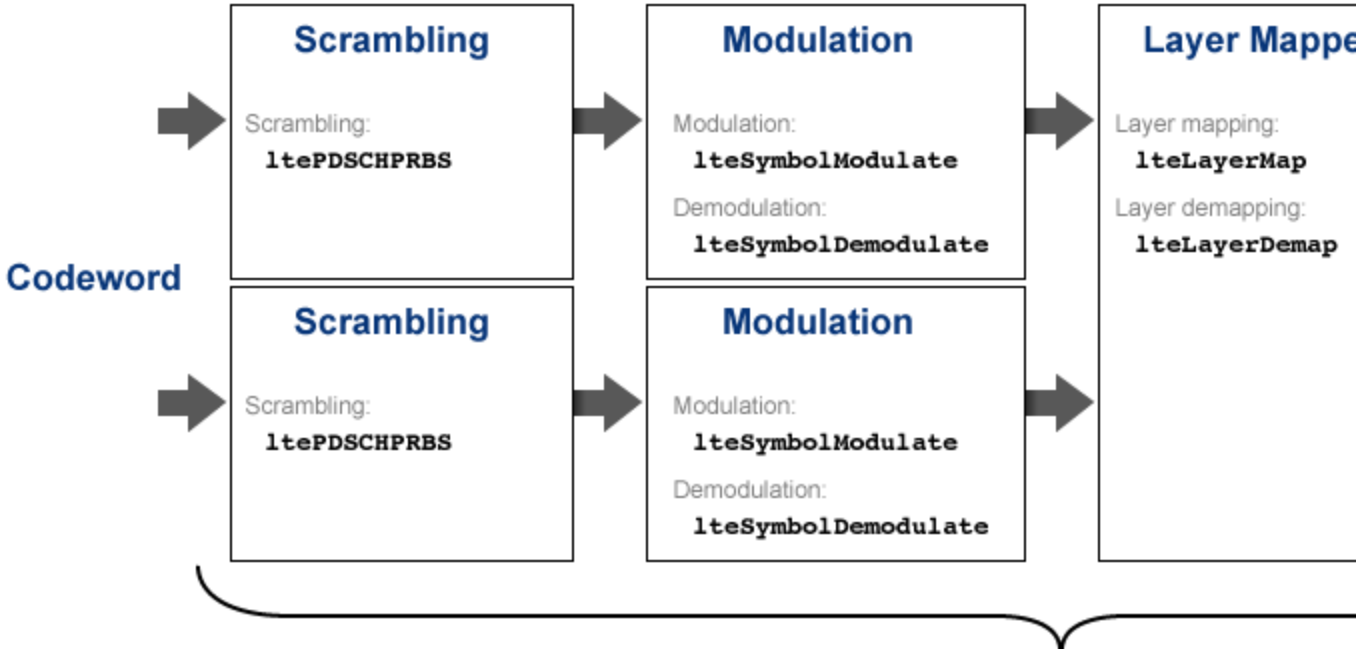 Scrambling
Scrambling:
ltePDSCHPRBS
Modulation
Modulation:
lteSymbolModulate
Demodulation:
lteSymbolDemodulate
Layer Mappe
Layer mapping:
lteLayerMap
Layer demapping:
lteLayerDemap
Codeword
Scrambling
Scrambling:
ltePDSCHPRBS
Modulation
Modulation:
lteSymbolModulate
Demodulation:
lteSymbolDemodulate